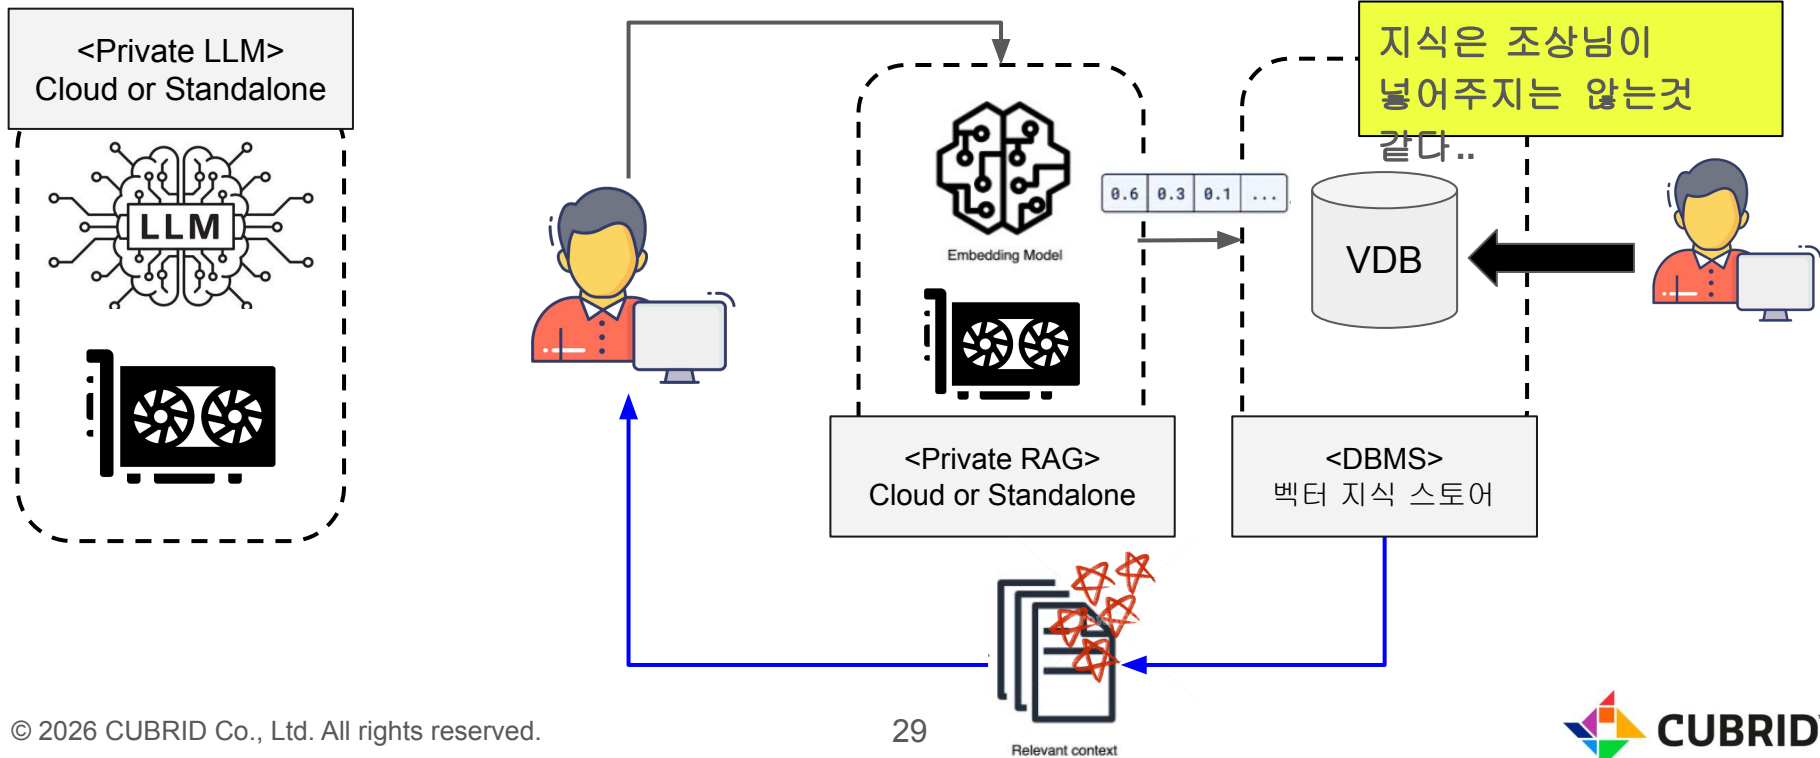 <Private LLM>
Cloud or Standalone
LLM
지식은 조상님이
넣어주지는 않는것
같다..
Embedding Model
0.6 0.3 0.1 ...
VDB
<Private RAG>
Cloud or Standalone
<DBMS>
벡터 지식 스토어
Relevant context
© 2026 CUBRID Co., Ltd. All rights reserved.
29
CUBRID